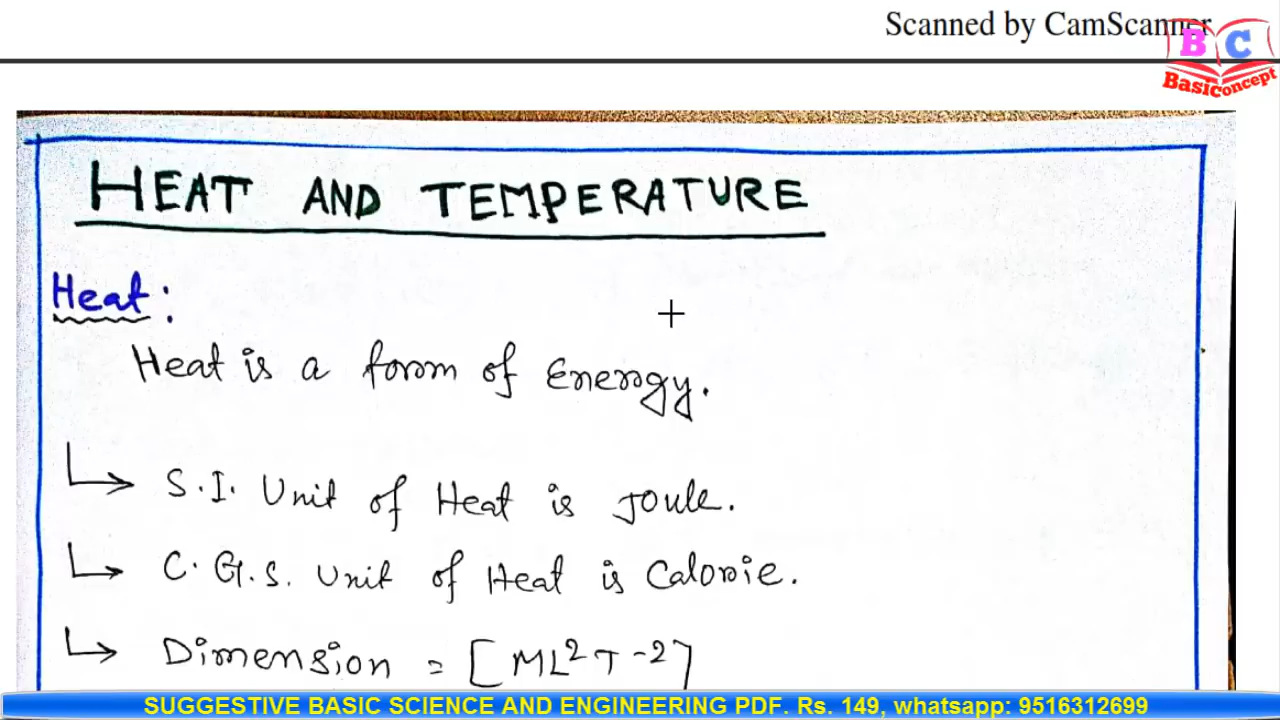 Scanned by CamScanner
B C
Basiconcept
HEAT AND TEMPERATURE
Heat:
Heat is a form of Energy.
S.I. Unit of Heat is Joule.
C.G.S. Unit of Heat is Calorie.
Dimension = [ML²T⁻²]
SUGGESTIVE BASIC SCIENCE AND ENGINEERING PDF. Rs. 149, whatsapp: 9516312699